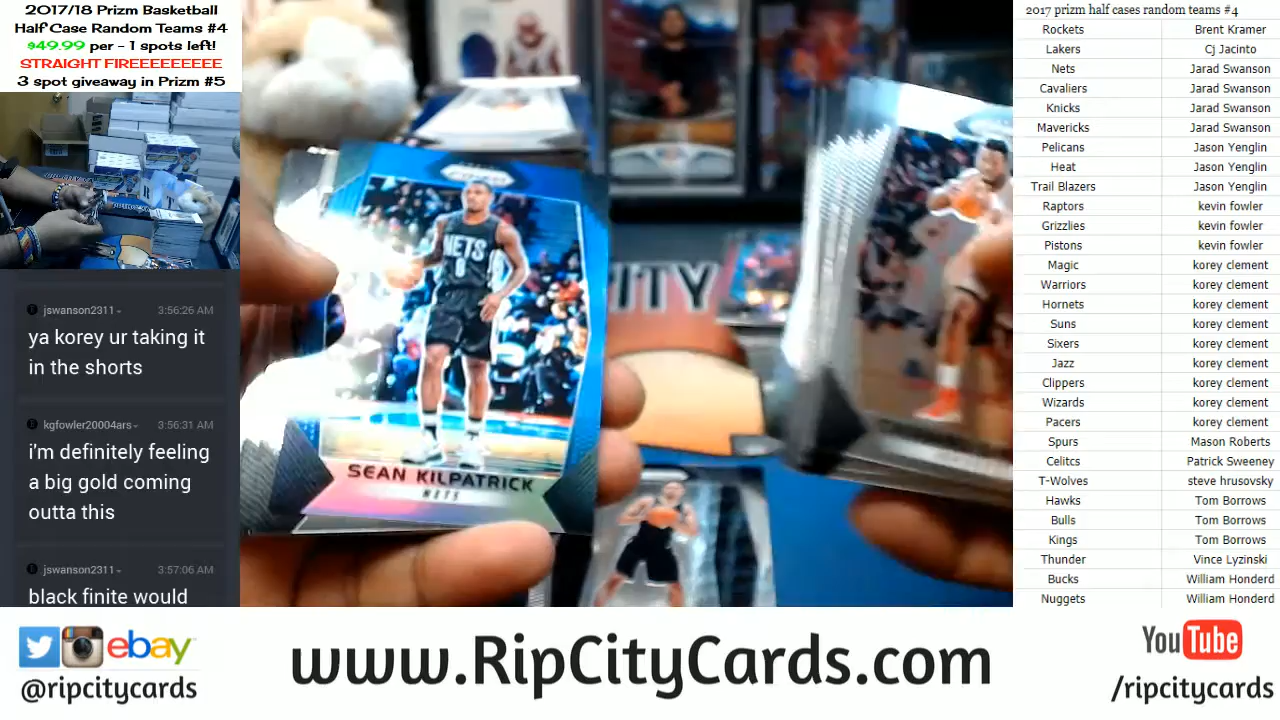 2017/18 Prizm Basketball
Half Case Random Teams #4
$49.99 per - 1 spots left!
STRAIGHT FIREEEEEEEEE
3 spot giveaway in Prizm #5
jswanson2311 3:56:26 AM
ya korey ur taking it
in the shorts
kgfowler20004ars 3:56:31 AM
i'm definitely feeling
a big gold coming
outta this
jswanson2311 3:57:06 AM
black finite would
NETS
8
SEAN KILPATRICK
NETS
ITY
2017 prizm half cases random teams #4
Rockets Brent Kramer
Lakers Cj Jacinto
Nets Jarad Swanson
Cavaliers Jarad Swanson
Knicks Jarad Swanson
Mavericks Jarad Swanson
Pelicans Jason Yenglin
Heat Jason Yenglin
Trail Blazers Jason Yenglin
Raptors kevin fowler
Grizzlies kevin fowler
Pistons kevin fowler
Magic korey clement
Warriors korey clement
Hornets korey clement
Suns korey clement
Sixers korey clement
Jazz korey clement
Clippers korey clement
Wizards korey clement
Pacers korey clement
Spurs Mason Roberts
Celitcs Patrick Sweeney
T-Wolves steve hrusovsky
Hawks Tom Borrows
Bulls Tom Borrows
Kings Tom Borrows
Thunder Vince Lyzinski
Bucks William Honderd
Nuggets William Honderd
ebay
@ripcitycards
www.RipCityCards.com
YouTube
/ripcitycards